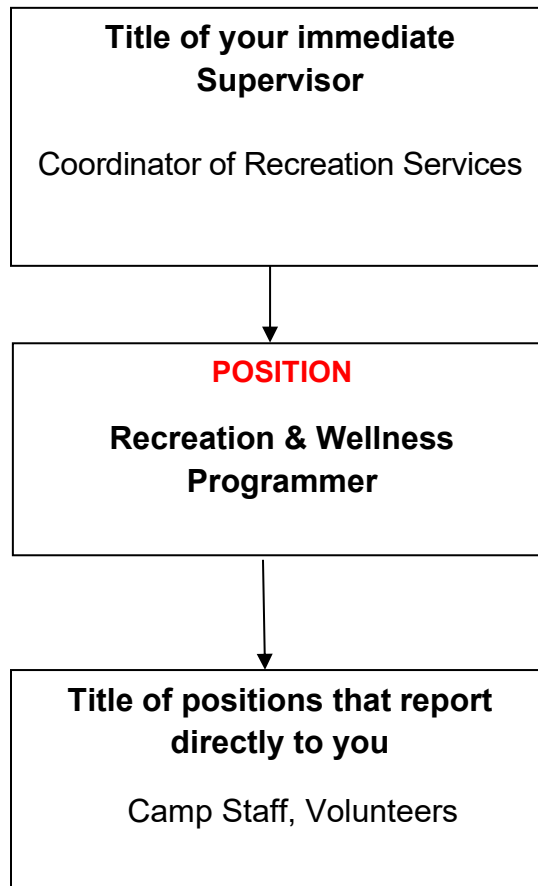 Title of your immediate
Supervisor
Coordinator of Recreation Services
POSITION
Recreation & Wellness
Programmer
Title of positions that report
directly to you
Camp Staff, Volunteers